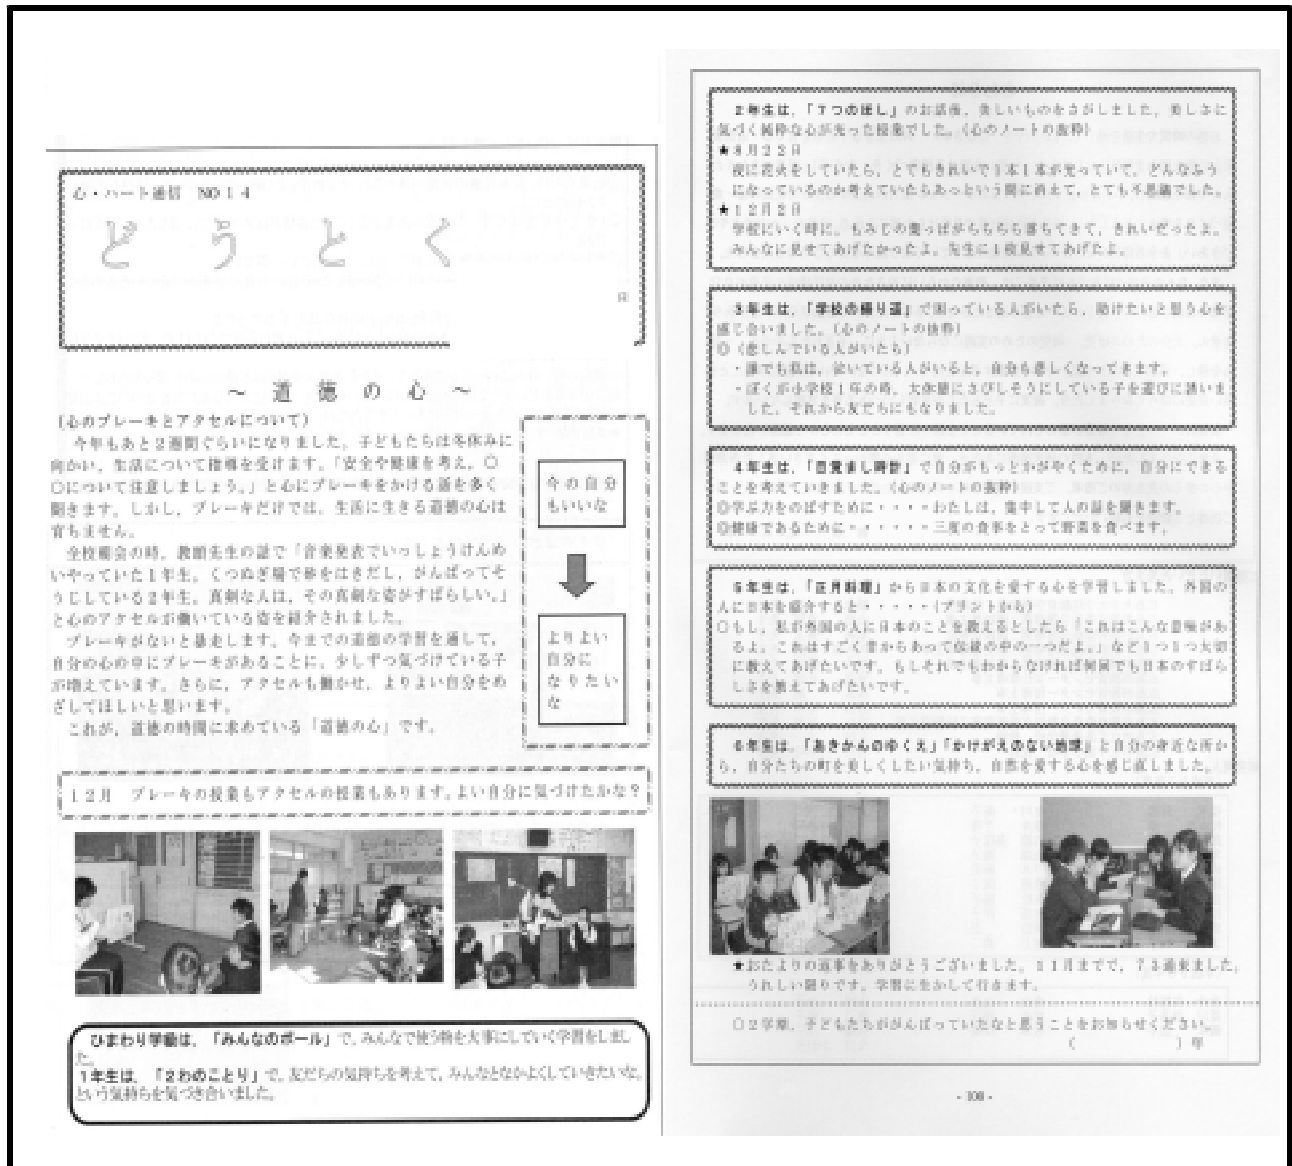 心・ハート通信 NO14
どうとく
～ 道 徳 の 心 ～
(心のブレーキとアクセルについて)
今年もあと2週間ぐらいになりました。子どもたちは冬休みに
向かい、生活について指導を受けます。「安全や健康を考え、○
○について注意しましょう。」と心にブレーキをかける話を多く
聞きます。しかし、ブレーキだけでは、生活に生きる道徳の心は
育ちません。
全校朝会の時、教頭先生の話で「音楽発表でいっしょうけんめ
いやっていた1年生。くつぬぎ場で砂をはきだし、がんばってそ
うじしている2年生。真剣な人は、その真剣な姿がすばらしい。」
と心のアクセルが働いている姿を紹介されました。
ブレーキがないと暴走します。今までの道徳の学習を通して、
自分の心の中にブレーキがあることに、少しずつ気づけている子
が増えています。さらに、アクセルも働かせ、よりよい自分をめ
ざしてほしいと思います。
これが、道徳の時間に求めている「道徳の心」です。
今の自分
もいいな
よりよい
自分に
なりたい
な
12月 ブレーキの授業もアクセルの授業もあります。よい自分に気づけたかな？
ひまわり学級は、「みんなのボール」で、みんなで使う物を大事にしていく学習をしまし
た。
1年生は、「2わのことり」で、友だちの気持ちを考えて、みんなとなかよくしていきたいな。
という気持ちを気づき合いました。
2年生は、「7つのほし」のお話後、美しいものをさがしました。美しさに
気づく純粋な心が光った授業でした。(心のノートの抜粋)
★8月22日
夜に花火をしていたら、とてもきれいで1本1本が光っていて、どんなふう
になっているのか考えていたらあっという間に消えて、とても不思議でした。
★12月2日
学校にいく時に、もみじの葉っぱがちらちら落ちてきて、きれいだったよ。
みんなに見せてあげたかったよ。先生に1枚見せてあげたよ。
3年生は、「学校の帰り道」で困っている人がいたら、助けたいと思う心を
感じ合いました。(心のノートの抜粋)
◎(悲しんでいる人がいたら)
・誰でも私は、泣いている人がいると、自分も悲しくなってきます。
・ぼくが小学校1年の時、大休憩にさびしそうにしている子を遊びに誘いま
した。それから友だちにもなりました。
4年生は、「目覚まし時計」で自分がもっとかがやくために、自分にできる
ことを考えていきました。(心のノートの抜粋)
◎学ぶ力をのばすために・・・・わたしは、集中して人の話を聞きます。
◎健康であるために・・・・・・三度の食事をとって野菜を食べます。
5年生は、「正月料理」から日本の文化を愛する心を学習しました。外国の
人に日本を紹介すると・・・・・(プリントから)
○もし、私が外国の人に日本のことを教えるとしたら「これはこんな意味があ
るよ。これはすごく昔からあって伝統の中の一つだよ。」など1つ1つ大切
に教えてあげたいです。もしそれでもわからなければ何回でも日本のすばら
しさを教えてあげたいです。
6年生は、「あきかんのゆくえ」「かけがえのない地球」と自分の身近な所か
ら、自分たちの町を美しくしたい気持ち、自然を愛する心を感じ直しました。
★おたよりの返事をありがとうございました。11月までで、73通来ました。
うれしい限りです。学習に生かして行きます。
○2学期、子どもたちががんばっていたなと思うことをお知らせください。
( )年